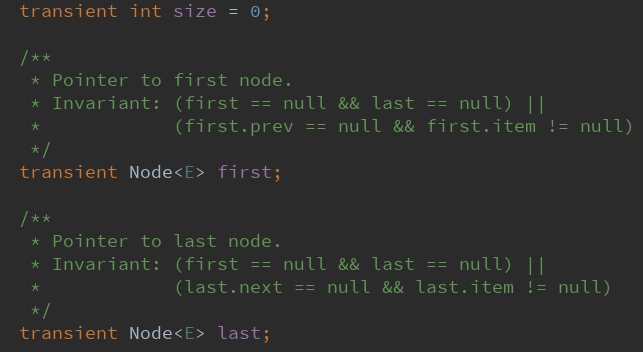 transient int size = 0;

/**
 * Pointer to first node.
 * Invariant: (first == null && last == null) ||
 *            (first.prev == null && first.item != null)
 */
transient Node<E> first;

/**
 * Pointer to last node.
 * Invariant: (first == null && last == null) ||
 *            (last.next == null && last.item != null)
 */
transient Node<E> last;